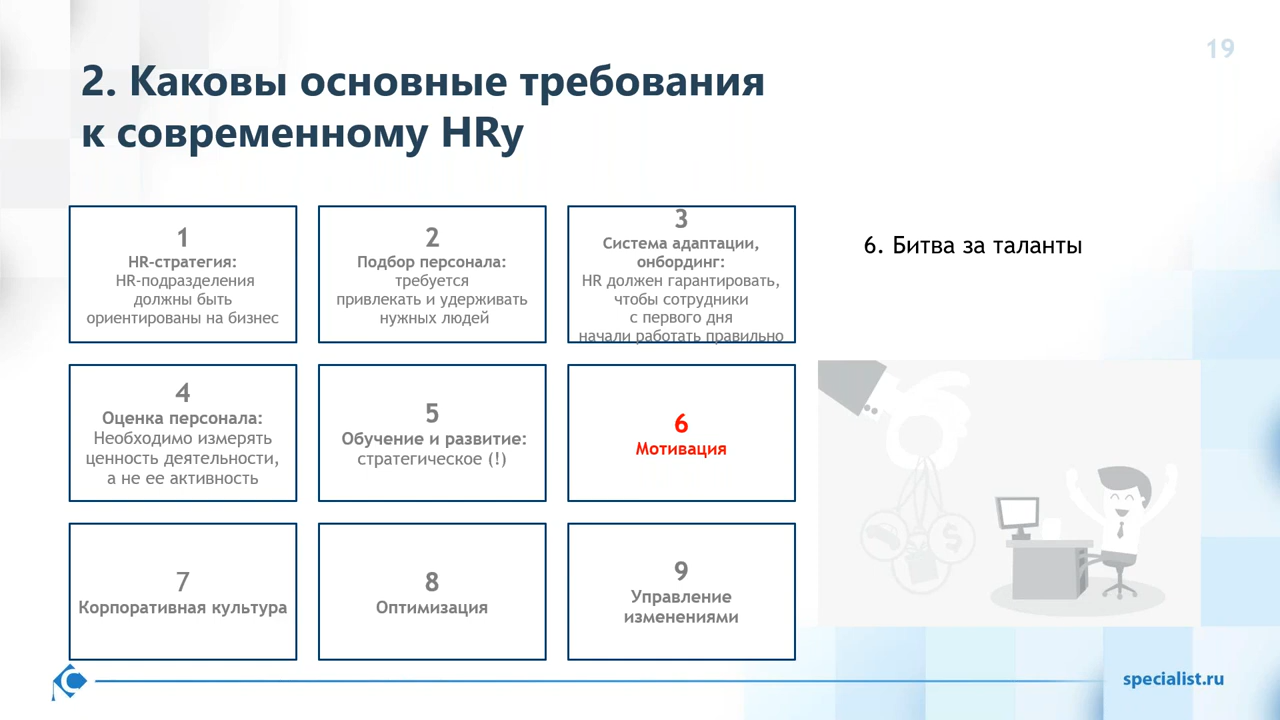 19
2. Каковы основные требования
к современному HRу
1
HR-стратегия:
HR-подразделения
должны быть
ориентированы на бизнес
2
Подбор персонала:
требуется
привлекать и удерживать
нужных людей
3
Система адаптации,
онбординг:
HR должен гарантировать,
чтобы сотрудники
с первого дня
начали работать правильно
6. Битва за таланты
4
Оценка персонала:
Необходимо измерять
ценность деятельности,
а не ее активность
5
Обучение и развитие:
стратегическое (!)
6
Мотивация
7
Корпоративная культура
8
Оптимизация
9
Управление
изменениями
$
specialist.ru